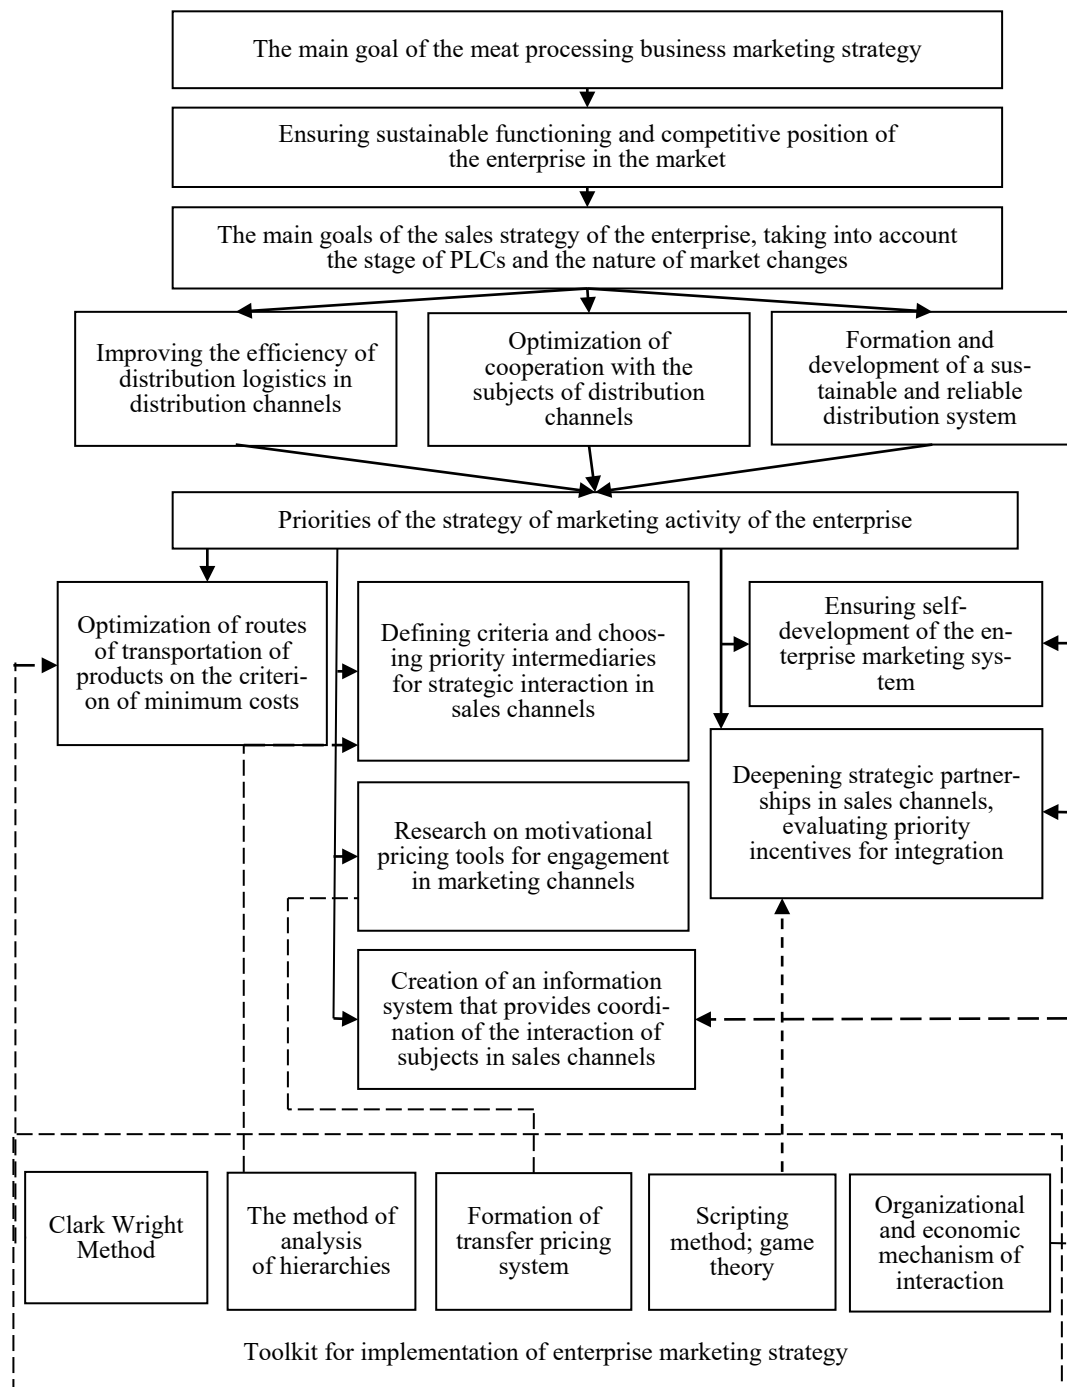 The main goal of the meat processing business marketing strategy
Ensuring sustainable functioning and competitive position of
the enterprise in the market
The main goals of the sales strategy of the enterprise, taking into account
the stage of PLCs and the nature of market changes
Improving the efficiency of
distribution logistics in
distribution channels
Optimization of
cooperation with the
subjects of distribution
channels
Formation and
development of a sus-
tainable and reliable
distribution system
Priorities of the strategy of marketing activity of the enterprise
Optimization of routes
of transportation of
products on the criteri-
on of minimum costs
Defining criteria and choos-
ing priority intermediaries
for strategic interaction in
sales channels
Ensuring self-
development of the en-
terprise marketing sys-
tem
Deepening strategic partner-
ships in sales channels,
evaluating priority
incentives for integration
Research on motivational
pricing tools for engagement
in marketing channels
Creation of an information
system that provides coordi-
nation of the interaction of
subjects in sales channels
Clark Wright
Method
The method of
analysis
of hierarchies
Formation of
transfer pricing
system
Scripting
method; game
theory
Organizational
and economic
mechanism of
interaction
Toolkit for implementation of enterprise marketing strategy